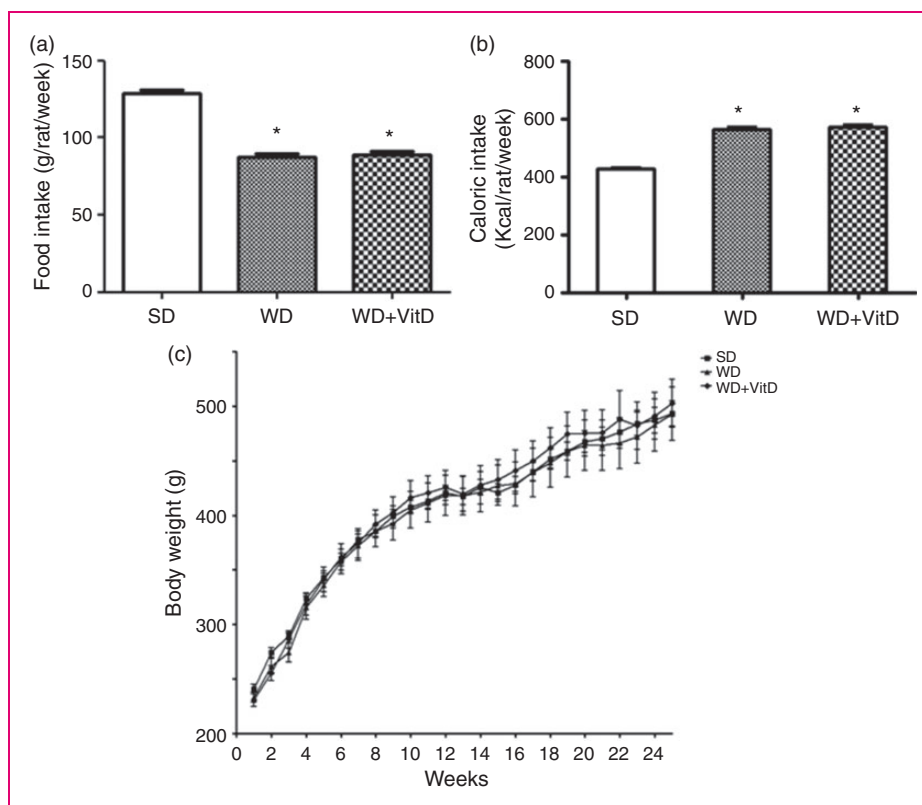 (a)
150
100
50
0
Food intake (g/rat/week)
*
*
SD
WD
WD+VitD
(b)
800
600
400
200
0
Caloric intake
(Kcal/rat/week)
*
*
SD
WD
WD+VitD
(c)
500
400
300
200
Body weight (g)
SD
WD
WD+VitD
0 2 4 6 8 10 12 14 16 18 20 22 24
Weeks